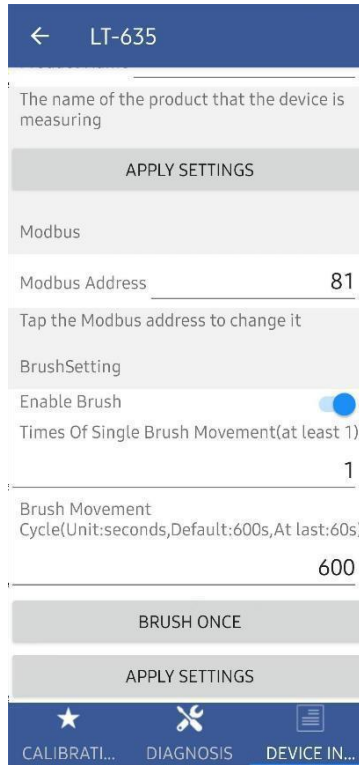 ← LT-635
The name of the product that the device is
measuring
APPLY SETTINGS
Modbus
Modbus Address 81
Tap the Modbus address to change it
BrushSetting
Enable Brush
Times Of Single Brush Movement(at least 1)
1
Brush Movement
Cycle(Unit:seconds,Default:600s,At last:60s)
600
BRUSH ONCE
APPLY SETTINGS
CALIBRATI... DIAGNOSIS DEVICE IN...